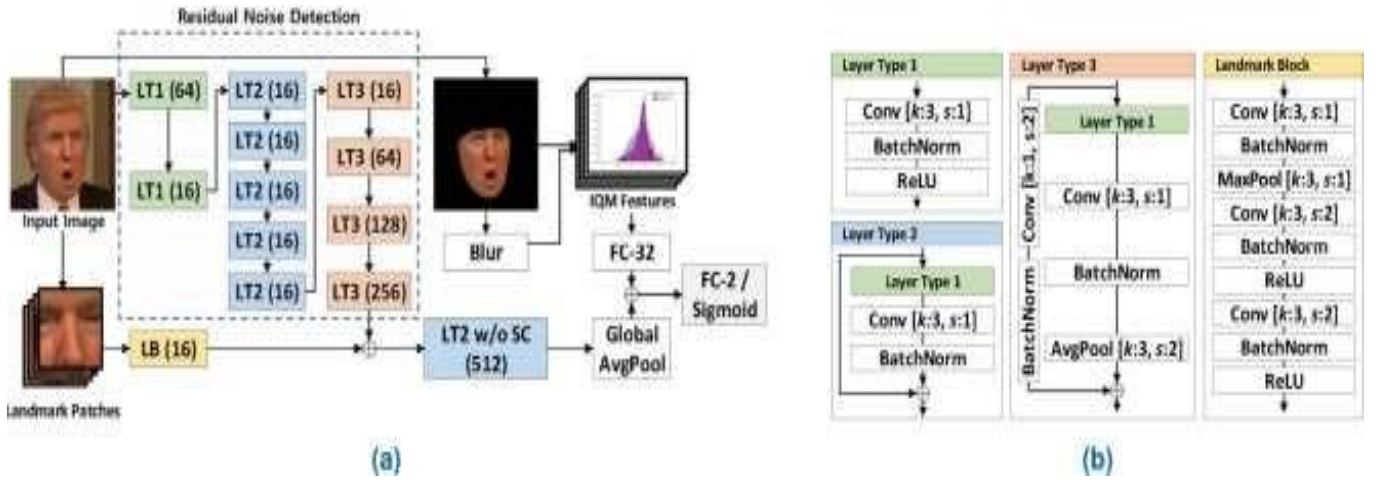 Residual Noise Detection
LT1 (64)
LT2 (16)
LT3 (16)
LT2 (16)
LT3 (64)
LT1 (16)
LT2 (16)
LT2 (16)
LT3 (128)
LT2 (16)
LT3 (256)
Input Image
Blur
IQM Features
FC-32
FC-2 /
Sigmoid
LB (16)
LT2 w/o SC
(512)
Global
AvgPool
Landmark Patches
(a)
Layer Type 1
Conv [k:3, s:1]
BatchNorm
ReLU
Layer Type 2
Layer Type 1
Conv [k:3, s:1]
BatchNorm
Layer Type 3
BatchNorm Conv [k:1, s:2]
Layer Type 1
Conv [k:3, s:1]
BatchNorm
AvgPool [k:3, s:2]
Landmark Block
Conv [k:3, s:1]
BatchNorm
MaxPool [k:3, s:1]
Conv [k:3, s:2]
BatchNorm
ReLU
Conv [k:3, s:2]
BatchNorm
ReLU
(b)